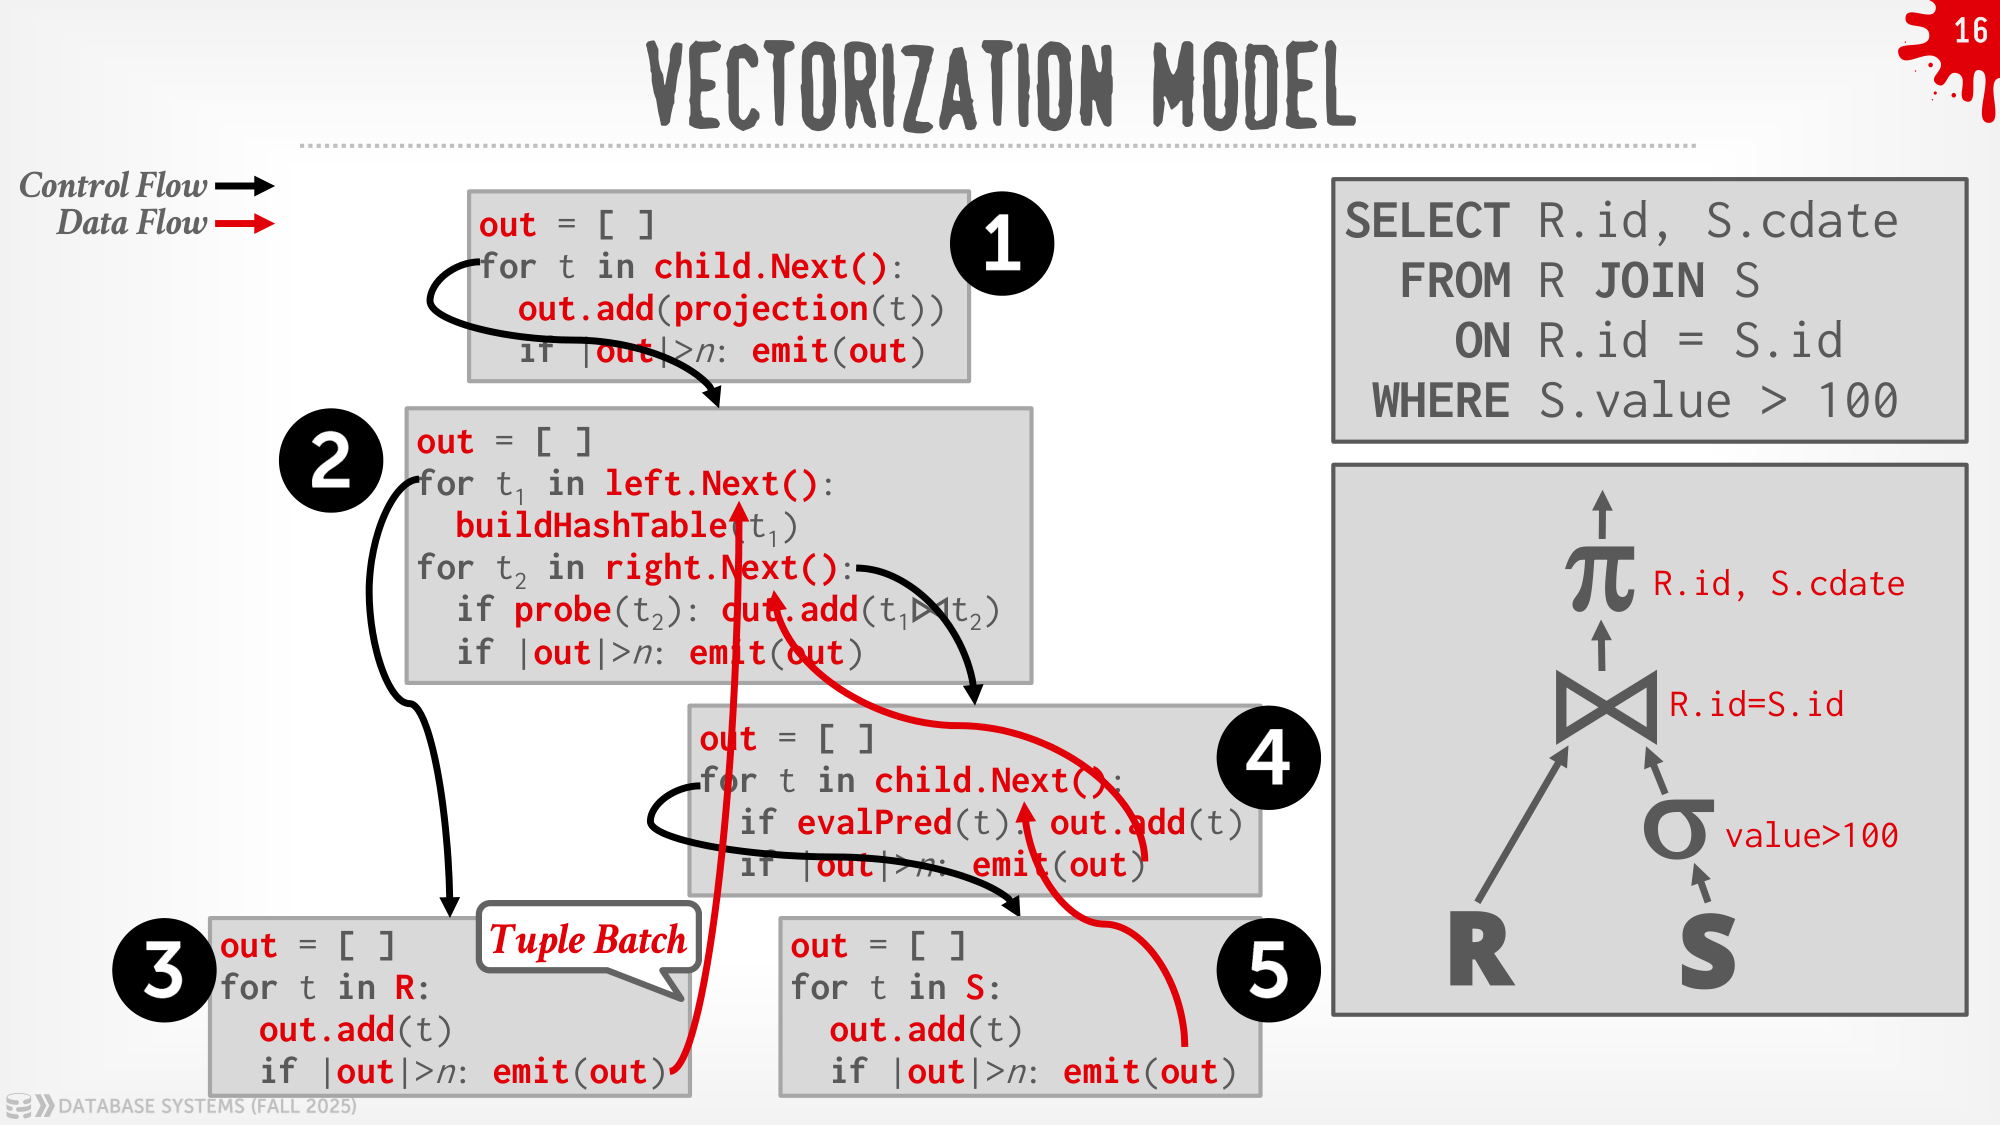 16
VECTORIZATION MODEL
Control Flow
Data Flow
1
out = [ ]
for t in child.Next():
out.add(projection(t))
if |out|>n: emit(out)
2
out = [ ]
for t1 in left.Next():
buildHashTable(t1)
for t2 in right.Next():
if probe(t2): out.add(t1⋈t2)
if |out|>n: emit(out)
3
out = [ ]
for t in R:
out.add(t)
if |out|>n: emit(out)
Tuple Batch
4
out = [ ]
for t in child.Next():
if evalPred(t): out.add(t)
if |out|>n: emit(out)
5
out = [ ]
for t in S:
out.add(t)
if |out|>n: emit(out)
SELECT R.id, S.cdate
FROM R JOIN S
ON R.id = S.id
WHERE S.value > 100
π R.id, S.cdate
⋈ R.id=S.id
σ value>100
R S
DATABASE SYSTEMS (FALL 2025)